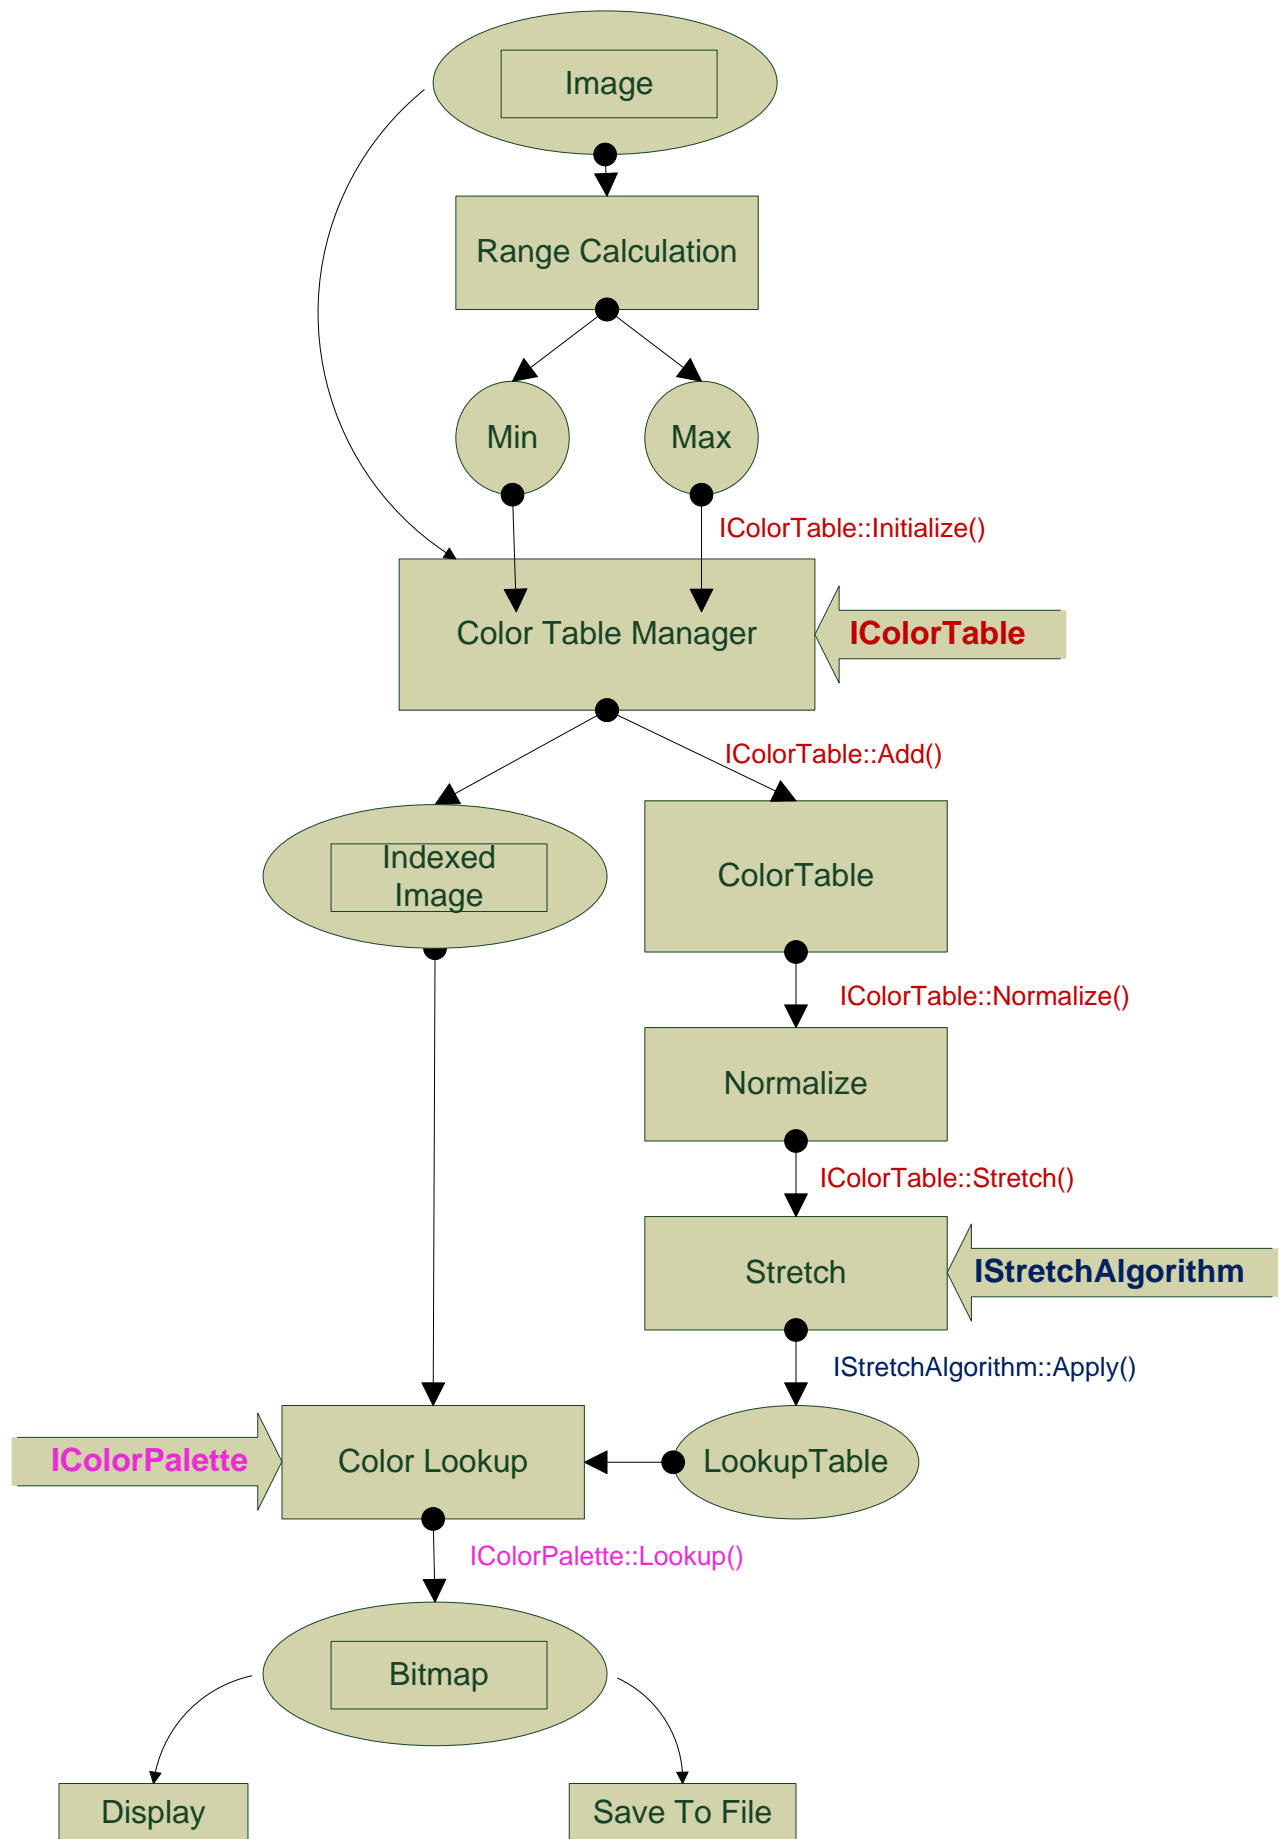 Image
Range Calculation
Min
Max
IColorTable::Initialize()
Color Table Manager
IColorTable
IColorTable::Add()
Indexed
Image
ColorTable
IColorTable::Normalize()
Normalize
IColorTable::Stretch()
Stretch
IStretchAlgorithm
IStretchAlgorithm::Apply()
IColorPalette
Color Lookup
LookupTable
IColorPalette::Lookup()
Bitmap
Display
Save To File